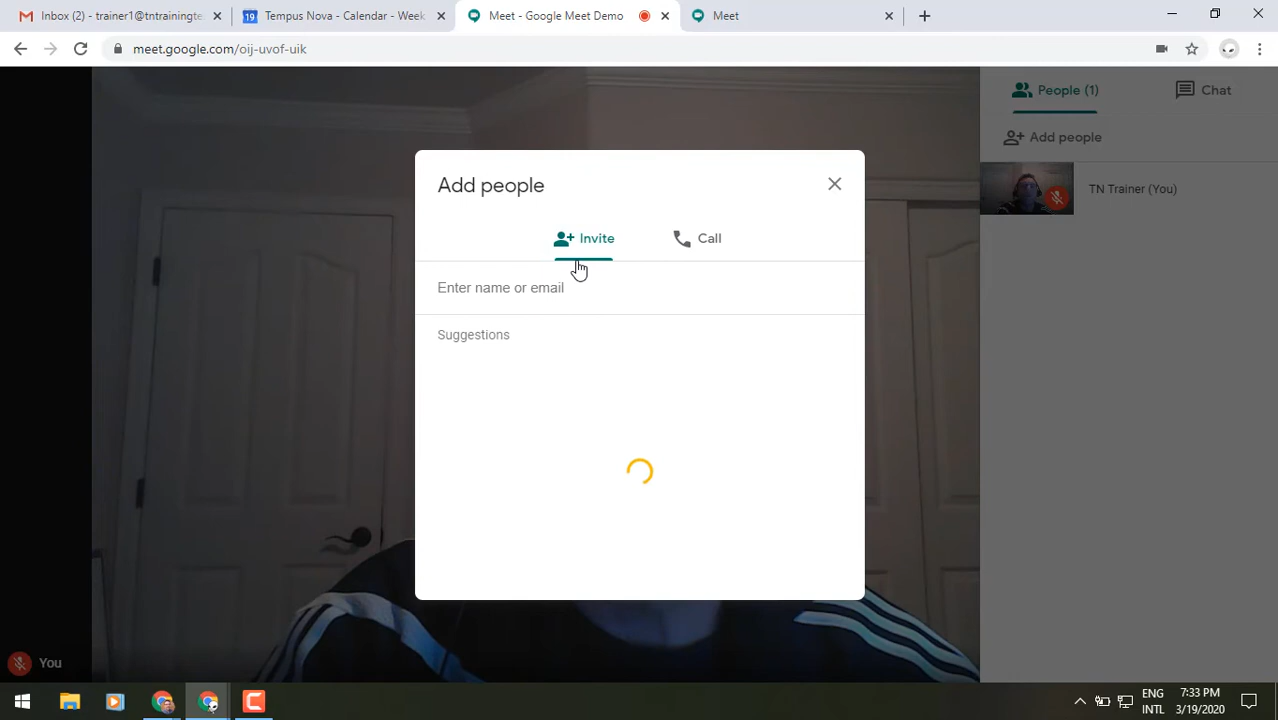 Inbox (2) - trainer1@tntrainingte
Tempus Nova - Calendar - Week
Meet - Google Meet Demo
Meet
meet.google.com/oij-uvof-uik
People (1)
Chat
Add people
TN Trainer (You)
Add people
Invite
Call
Enter name or email
Suggestions
You
ENG
INTL
7:33 PM
3/19/2020